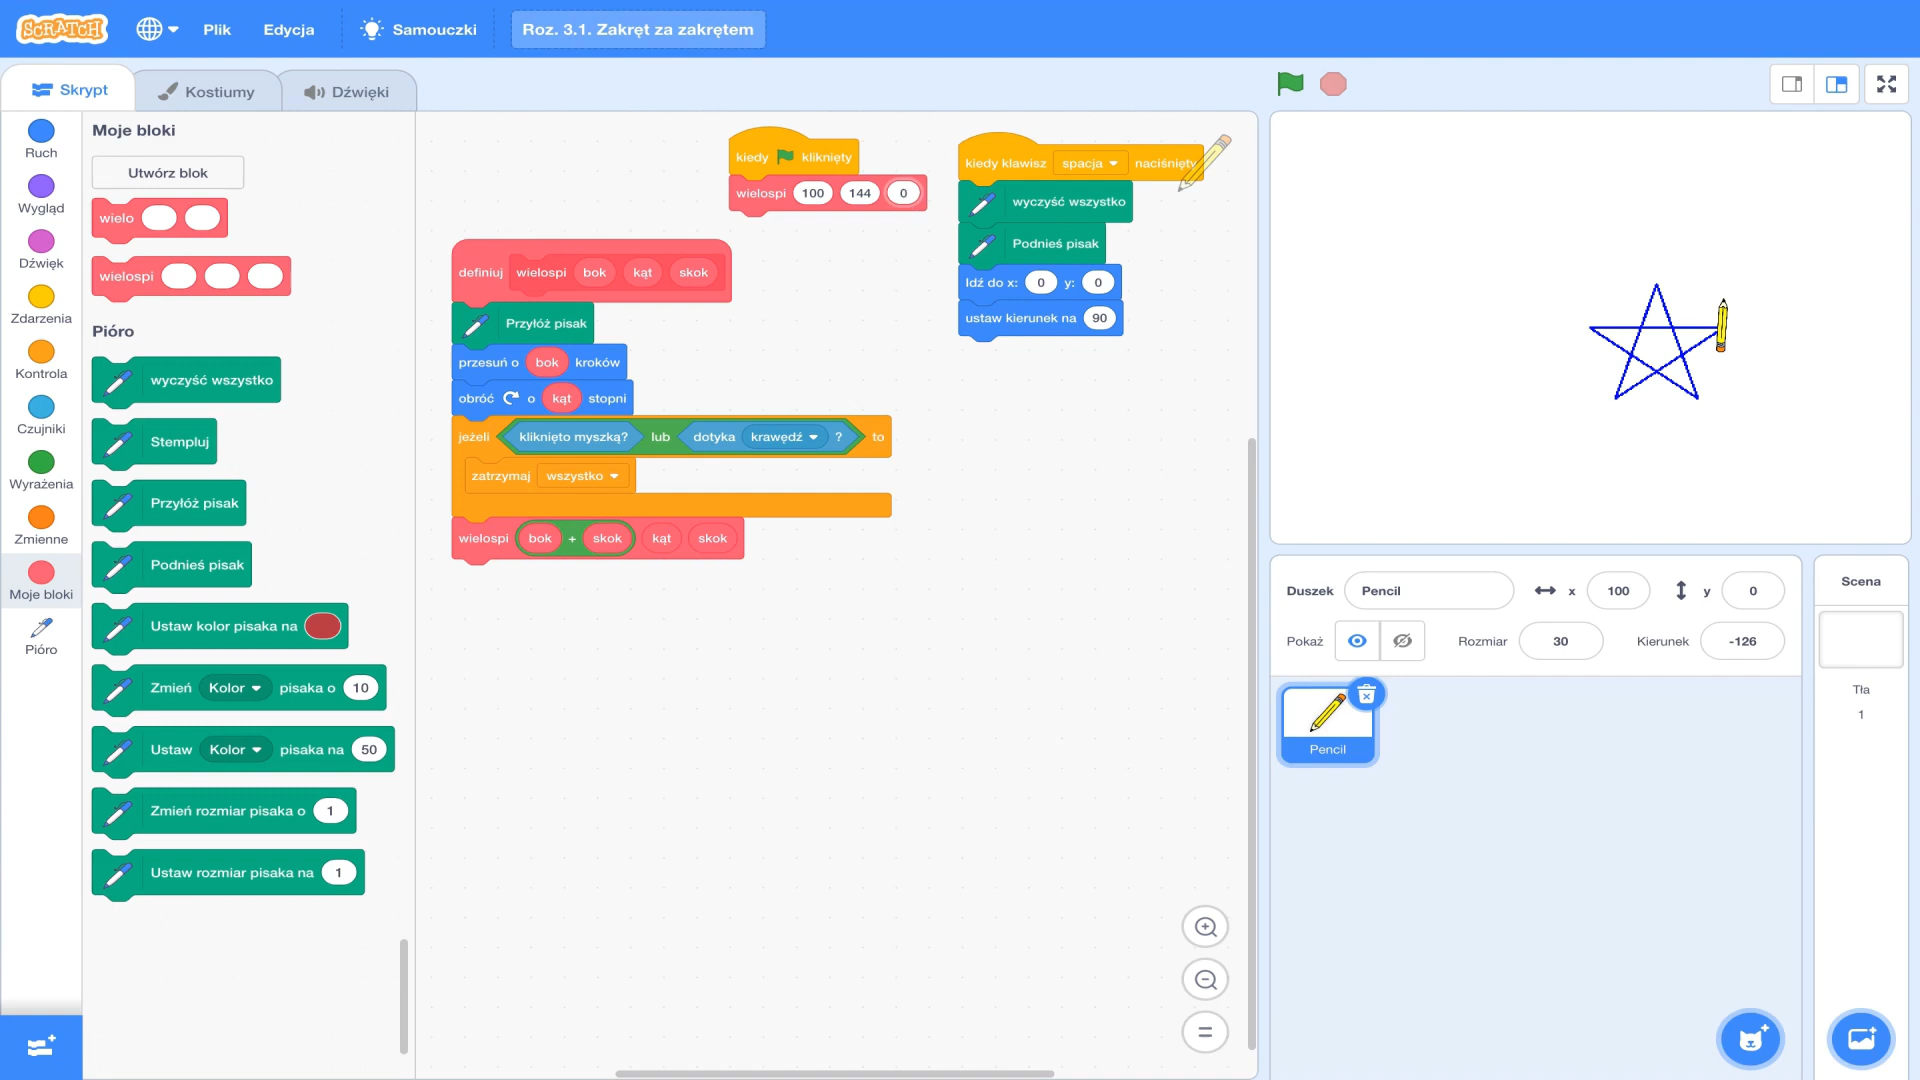 SCRATCH
Plik
Edycja
Samouczki
Roz. 3.1. Zakręt za zakrętem
Skrypt
Kostiumy
Dźwięki
Ruch
Wygląd
Dźwięk
Zdarzenia
Kontrola
Czujniki
Wyrażenia
Zmienne
Moje bloki
Pióro
Moje bloki
Utwórz blok
wielo
wielospi
Pióro
wyczyść wszystko
Stempluj
Przyłóż pisak
Podnieś pisak
Ustaw kolor pisaka na
Zmień Kolor pisaka o 10
Ustaw Kolor pisaka na 50
Zmień rozmiar pisaka o 1
Ustaw rozmiar pisaka na 1
kiedy kliknięty
wielospi 100 144 0
definiuj wielospi bok kąt skok
Przyłóż pisak
przesuń o bok kroków
obróć o kąt stopni
jeżeli kliknięto myszką? lub dotyka krawędź ? to
zatrzymaj wszystko
wielospi bok + skok kąt skok
kiedy klawisz spacja naciśnięty
wyczyść wszystko
Podnieś pisak
Idź do x: 0 y: 0
ustaw kierunek na 90
Duszek Pencil x 100 y 0
Pokaż Rozmiar 30 Kierunek -126
Pencil
Scena
Tła
1